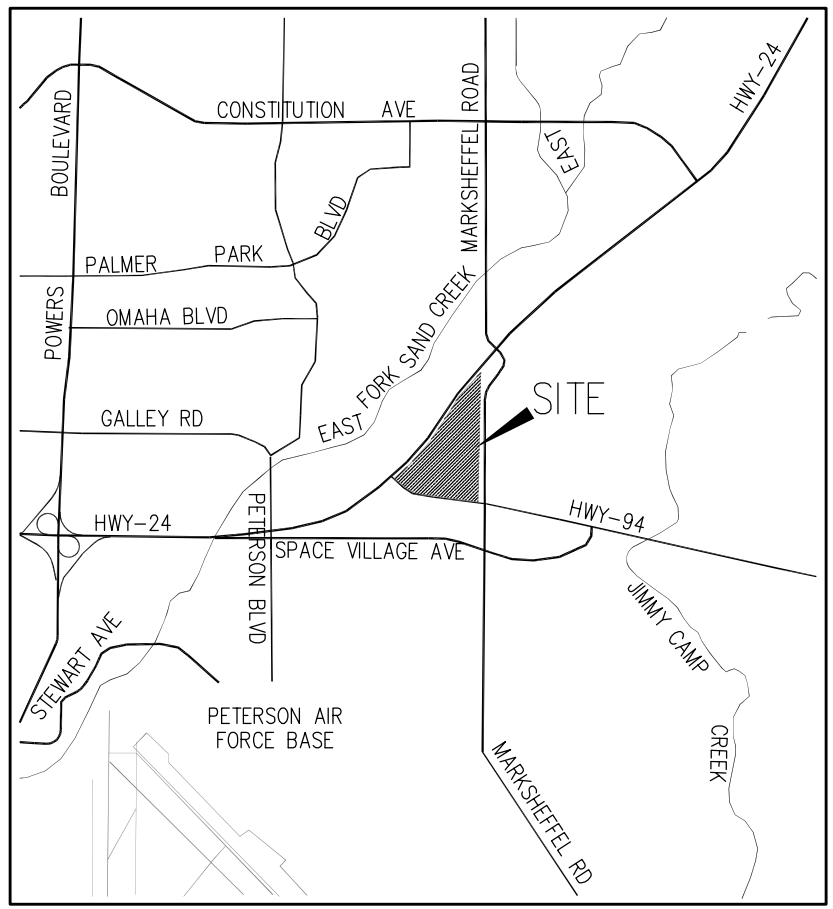 HWY-24
CONSTITUTION AVE
MARKSHEFFEL ROAD
BOULEVARD
EAST
BLVD
PALMER PARK
POWERS
OMAHA BLVD
EAST FORK SAND CREEK
SITE
GALLEY RD
HWY-24
PETERSON BLVD
HWY-94
SPACE VILLAGE AVE
JIMMY CAMP
CREEK
STEWART AVE
PETERSON AIR
FORCE BASE
MARKSHEFFEL RD